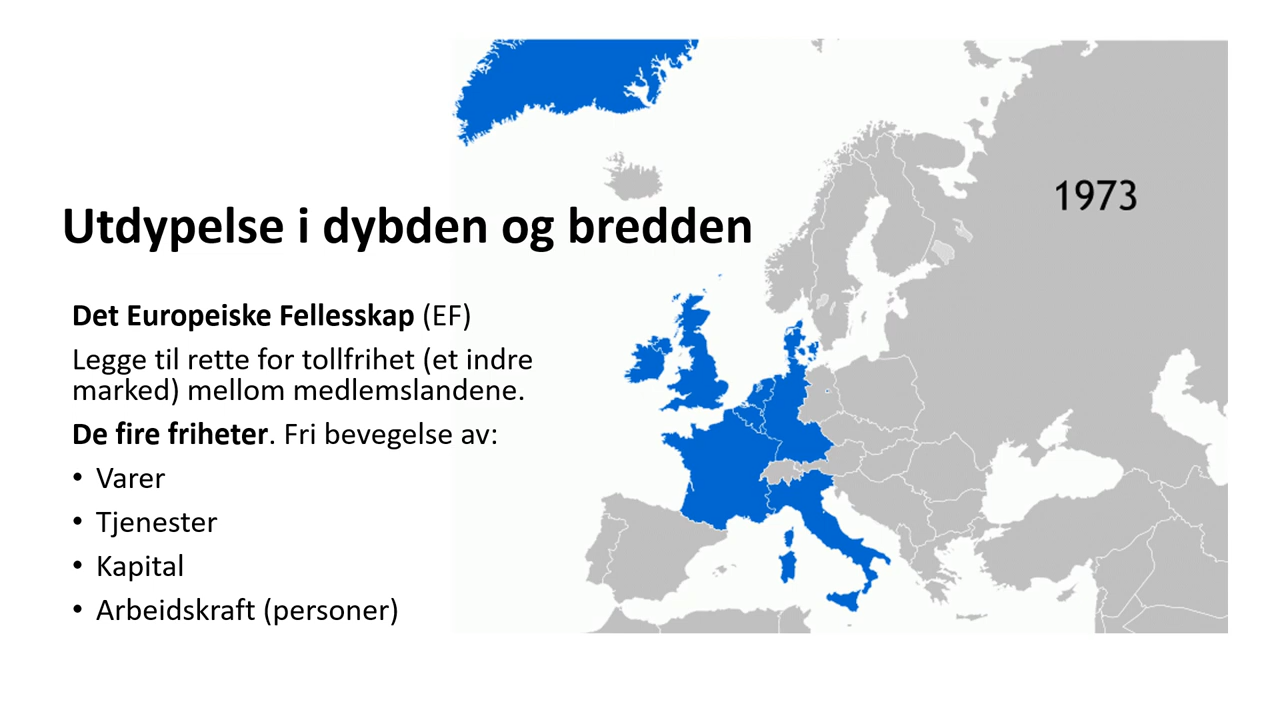 1973
Utdypelse i dybden og bredden
Det Europeiske Fellesskap (EF)
Legge til rette for tollfrihet (et indre
marked) mellom medlemslandene.
De fire friheter. Fri bevegelse av:
• Varer
• Tjenester
• Kapital
• Arbeidskraft (personer)